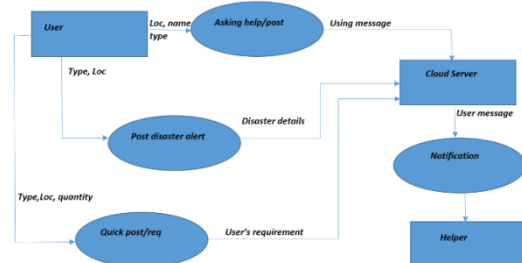 User
Loc, name
type
Asking help/post
Using message
Type, Loc
Cloud Server
User message
Post disaster alert
Disaster details
Notification
Type,Loc, quantity
Quick post/req
User's requirement
Helper